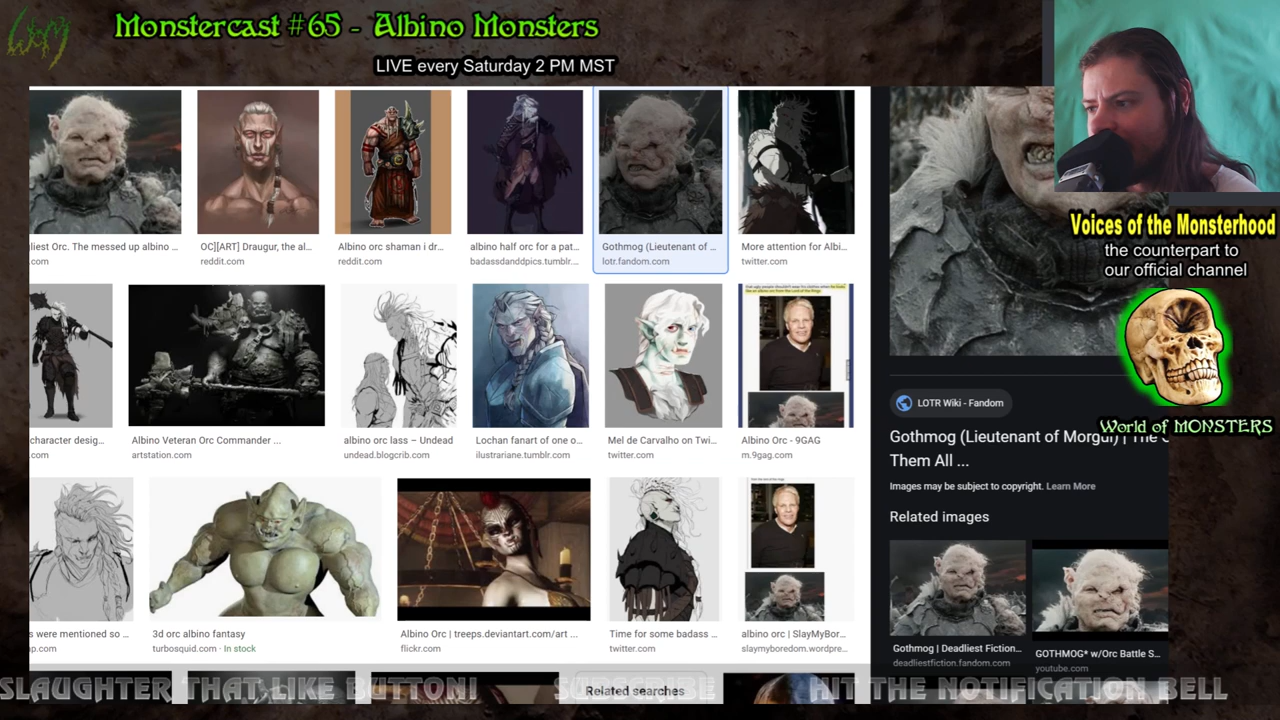 WoM
Monstercast #65 - Albino Monsters
LIVE every Saturday 2 PM MST
Voices of the Monsterhood
the counterpart to
our official channel
World of MONSTERS
gliest Orc. The messed up albino ...
.com
OC][ART] Draugur, the al...
reddit.com
Albino orc shaman i dr...
reddit.com
albino half orc for a pat...
badassdanddpics.tumblr....
Gothmog (Lieutenant of ...
lotr.fandom.com
More attention for Albi...
twitter.com
character desig...
.com
Albino Veteran Orc Commander ...
artstation.com
albino orc lass – Undead
undead.blogcrib.com
Lochan fanart of one o...
ilustrariane.tumblr.com
Mel de Carvalho on Twi...
twitter.com
Albino Orc - 9GAG
m.9gag.com
s were mentioned so ...
ap.com
3d orc albino fantasy
turbosquid.com · In stock
Albino Orc | treeps.deviantart.com/art ...
flickr.com
Time for some badass ...
twitter.com
albino orc | SlayMyBor...
slaymyboredom.wordpre...
Related searches
LOTR Wiki - Fandom
Gothmog (Lieutenant of Morgul) | The O
Them All ...
Images may be subject to copyright. Learn More
Related images
Gothmog | Deadliest Fiction...
deadliestfiction.fandom.com
GOTHMOG* w/Orc Battle S...
youtube.com
SLAUGHTER THAT LIKE BUTTON! SUBSCRIBE HIT THE NOTIFICATION BELL